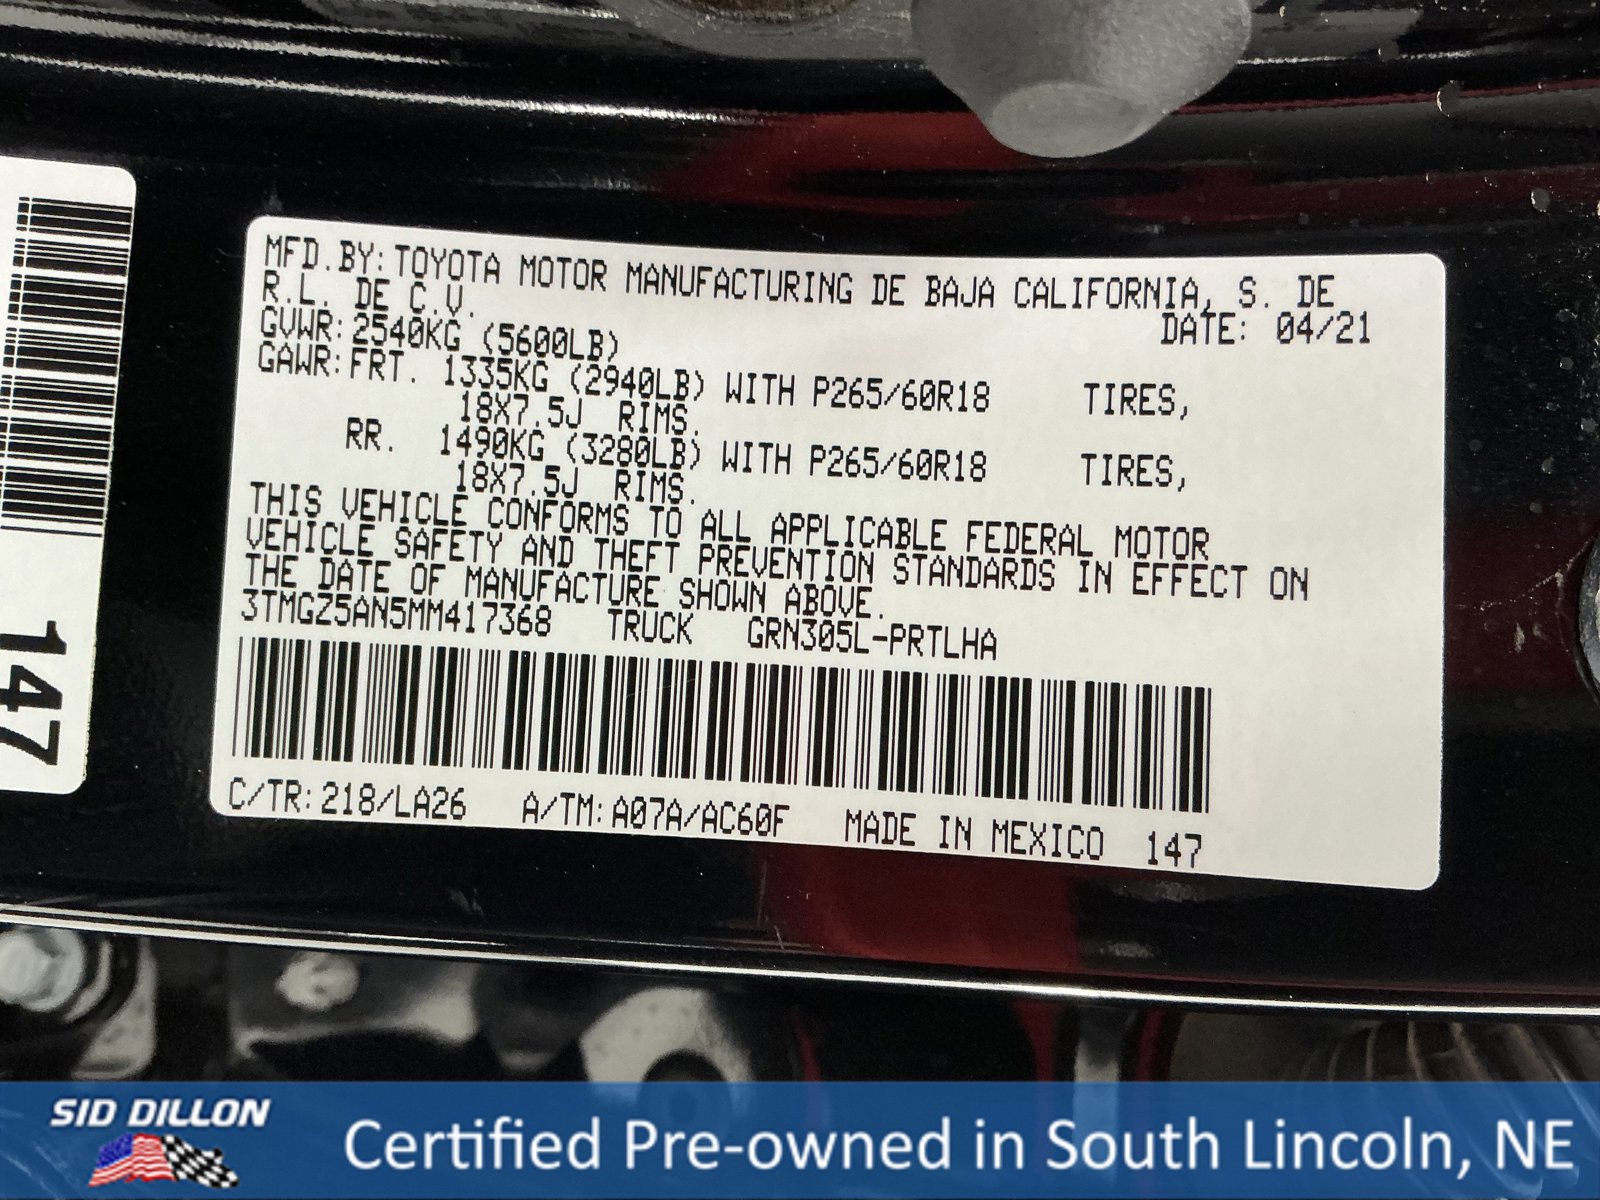 MFD.BY: TOYOTA MOTOR MANUFACTURING DE BAJA CALIFORNIA, S. DE
R.L. DE C.V. DATE: 04/21
GVWR: 2540KG (5600LB)
GAWR: FRT. 1335KG (2940LB) WITH P265/60R18 TIRES,
18X7.5J RIMS.
RR. 1490KG (3280LB) WITH P265/60R18 TIRES,
18X7.5J RIMS.
THIS VEHICLE CONFORMS TO ALL APPLICABLE FEDERAL MOTOR
VEHICLE SAFETY AND THEFT PREVENTION STANDARDS IN EFFECT ON
THE DATE OF MANUFACTURE SHOWN ABOVE.
3TMGZ5AN5MM417368 TRUCK GRN305L-PRTLHA
C/TR: 218/LA26 A/TM: A07A/AC60F MADE IN MEXICO 147
147
SID DILLON
Certified Pre-owned in South Lincoln, NE